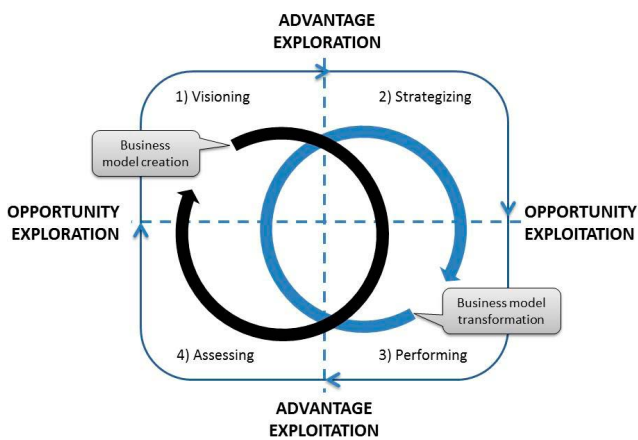 ADVANTAGE
EXPLORATION
1) Visioning
2) Strategizing
Business
model creation
OPPORTUNITY
EXPLORATION
OPPORTUNITY
EXPLOITATION
Business model
transformation
4) Assessing
3) Performing
ADVANTAGE
EXPLOITATION